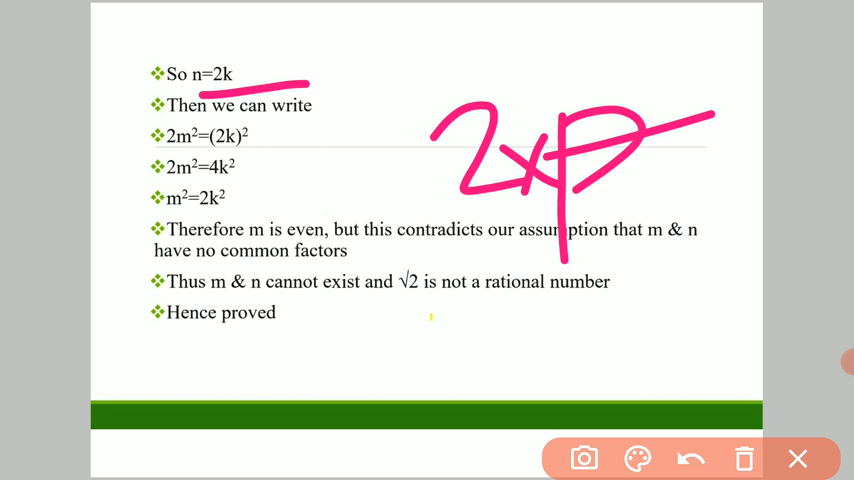 ❖So n=2k
❖Then we can write
❖2m²=(2k)²
❖2m²=4k²
❖m²=2k²
❖Therefore m is even, but this contradicts our assumption that m & n
have no common factors
❖Thus m & n cannot exist and √2 is not a rational number
❖Hence proved
2xp